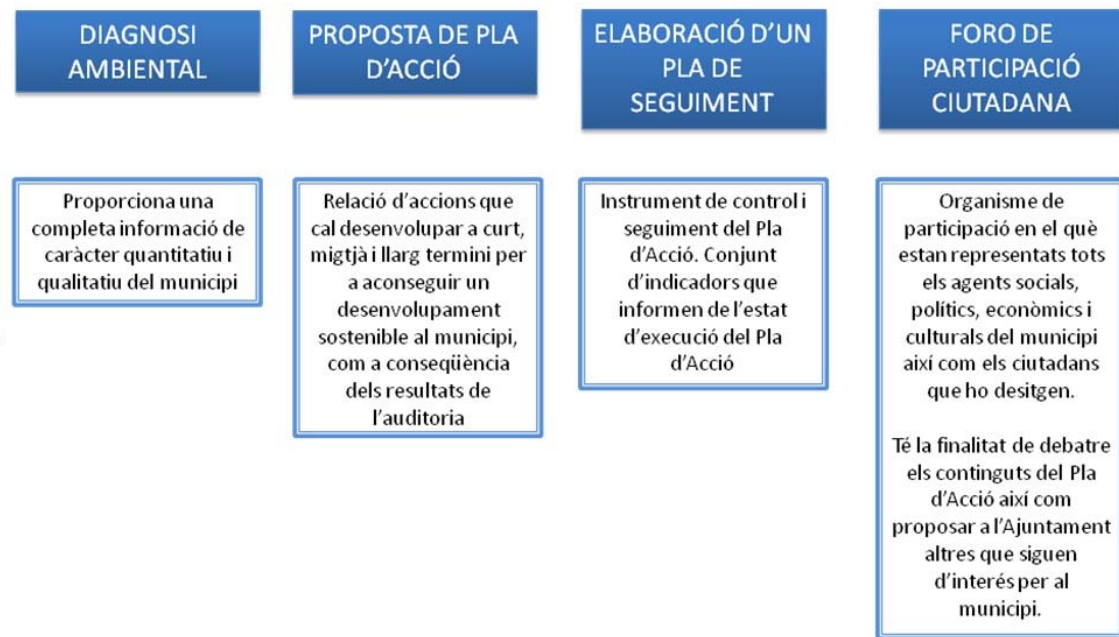 DIAGNOSI
AMBIENTAL
PROPOSTA DE PLA
D'ACCIÓ
ELABORACIÓ D'UN
PLA DE
SEGUIMENT
FORO DE
PARTICIPACIÓ
CIUTADANA
Proporciona una
completa informació de
caràcter quantitatiu i
qualitatiu del municipi
Relació d'accions que
cal desenvolupar a curt,
migtjà i llarg termini per
a aconseguir un
desenvolupament
sostenible al municipi,
com a conseqüència
dels resultats de
l'auditoria
Instrument de control i
seguiment del Pla
d'Acció. Conjunt
d'indicadors que
informen de l'estat
d'execució del Pla
d'Acció
Organisme de
participació en el què
estan representats tots
els agents socials,
polítics, econòmics i
culturals del municipi
així com els ciutadans
que ho desitgen.
Té la finalitat de debatre
els continguts del Pla
d'Acció així com
proposar a l'Ajuntament
altres que siguen
d'interés per al
municipi.